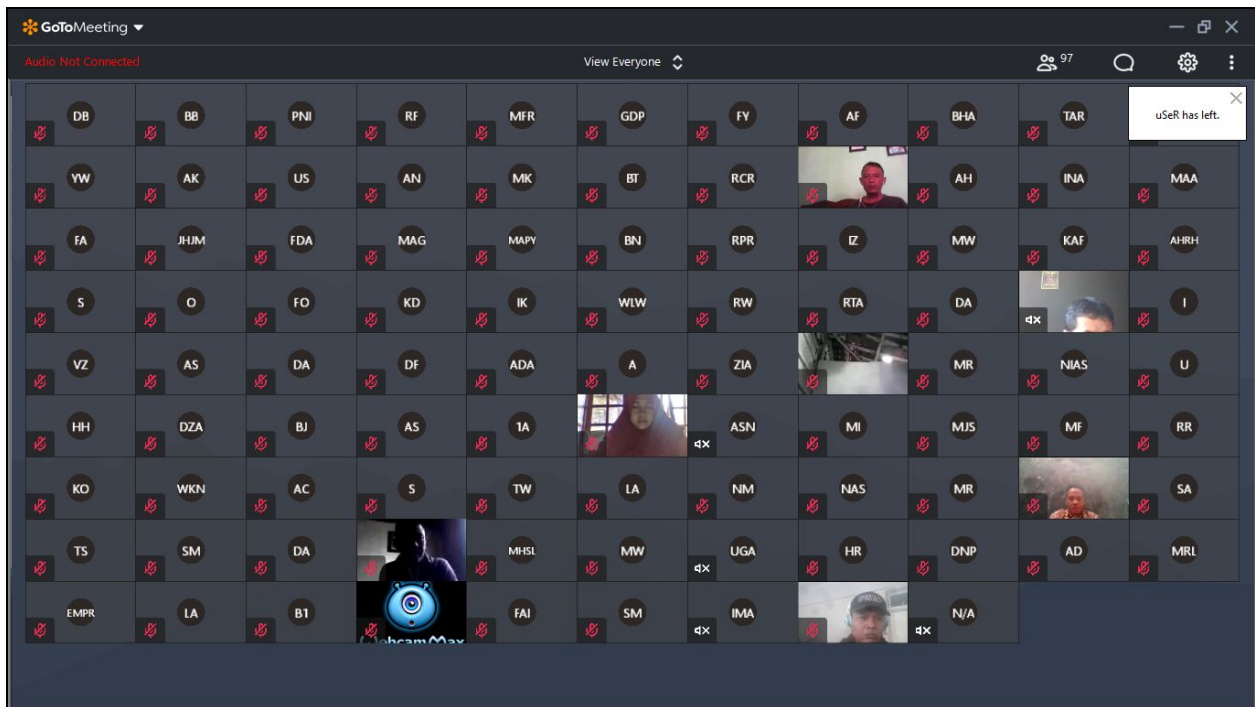 GoToMeeting
Audio Not Connected
View Everyone
97
DB BB PNI RF MFR GDP FY AF BHA TAR
uSeR has left.
YW AK US AN MK BT RCR AH INA MAA
FA JHJM FDA MAG MAPY BN RPR IZ MW KAF AHRH
S O FO KD IK WLW RW RTA DA I
VZ AS DA DF ADA A ZIA MR NIAS U
HH DZA BJ AS 1A ASN MI MJS MF RR
KO WKN AC S TW LA NM NAS MR SA
TS SM DA MHSL MW UGA HR DNP AD MRL
EMPR LA B1 WebcamMax FAI SM IMA N/A